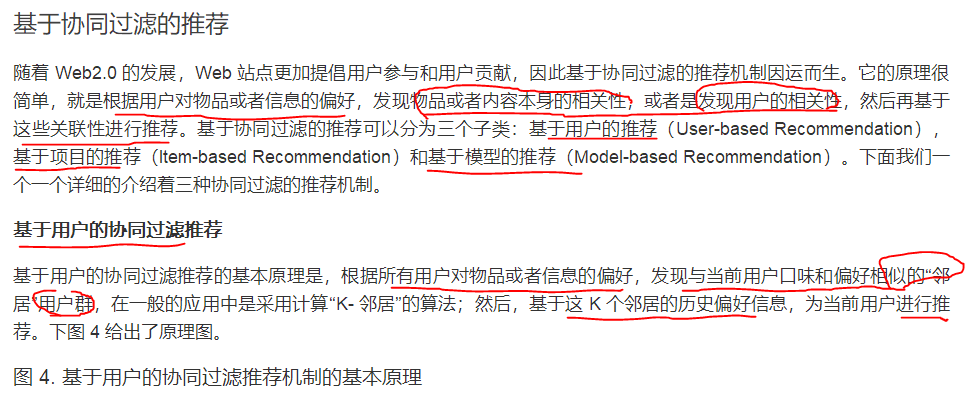 基于协同过滤的推荐
随着 Web2.0 的发展，Web 站点更加提倡用户参与和用户贡献，因此基于协同过滤的推荐机制因运而生。它的原理很
简单，就是根据用户对物品或者信息的偏好，发现物品或者内容本身的相关性，或者是发现用户的相关性，然后再基于
这些关联性进行推荐。基于协同过滤的推荐可以分为三个子类：基于用户的推荐（User-based Recommendation），
基于项目的推荐（Item-based Recommendation）和基于模型的推荐（Model-based Recommendation）。下面我们一
个一个详细的介绍着三种协同过滤的推荐机制。
基于用户的协同过滤推荐
基于用户的协同过滤推荐的基本原理是，根据所有用户对物品或者信息的偏好，发现与当前用户口味和偏好相似的“邻
居”用户群，在一般的应用中是采用计算“K- 邻居”的算法；然后，基于这 K 个邻居的历史偏好信息，为当前用户进行推
荐。下图 4 给出了原理图。
图 4. 基于用户的协同过滤推荐机制的基本原理